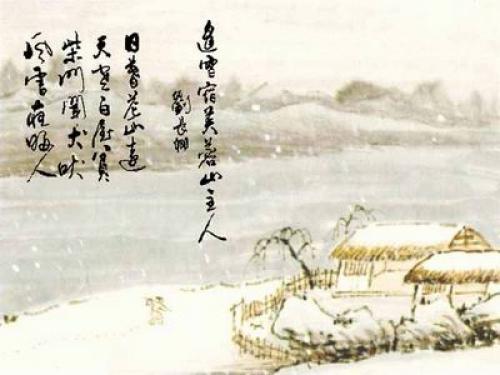 逢雪宿芙蓉山主人
劉長卿
日暮蒼山遠
天寒白屋貧
柴門聞犬吠
風雪夜歸人